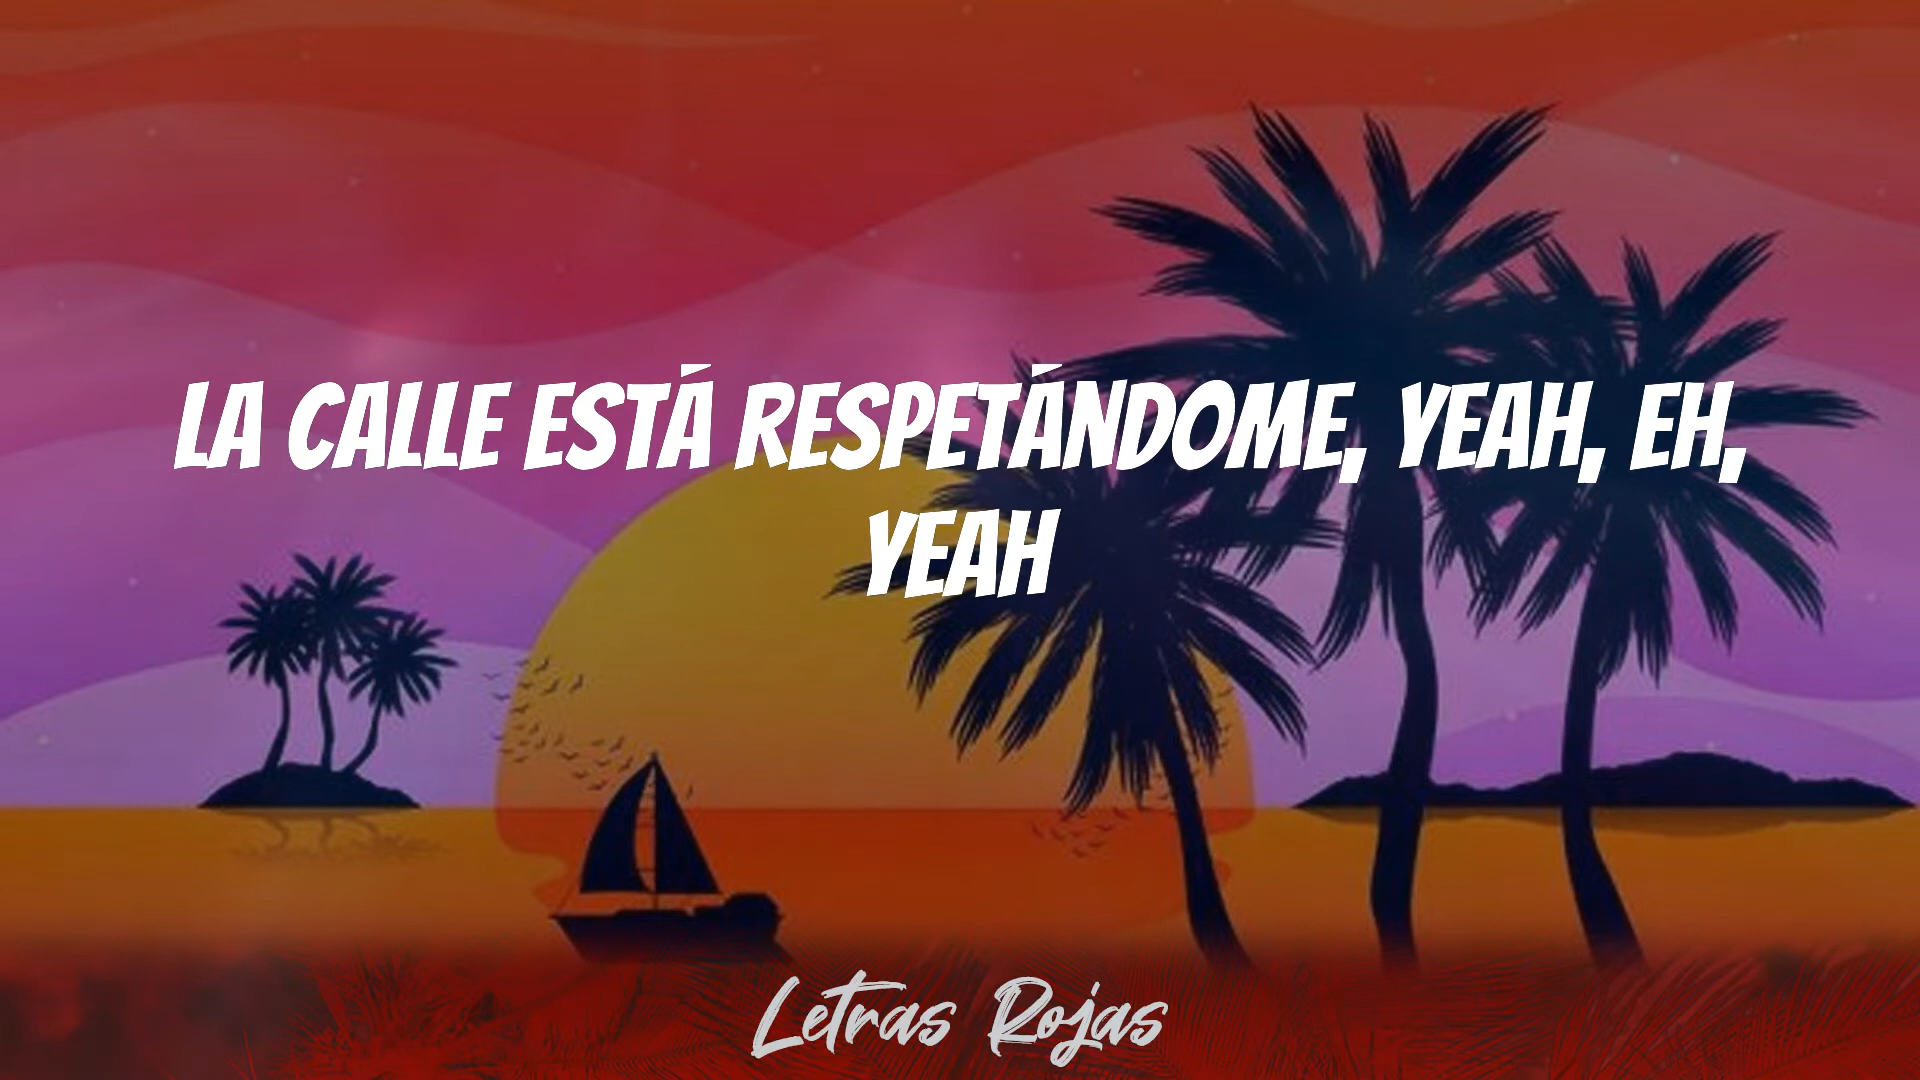 LA CALLE ESTÁ RESPETÁNDOME, YEAH, EH,
YEAH
Letras Rojas